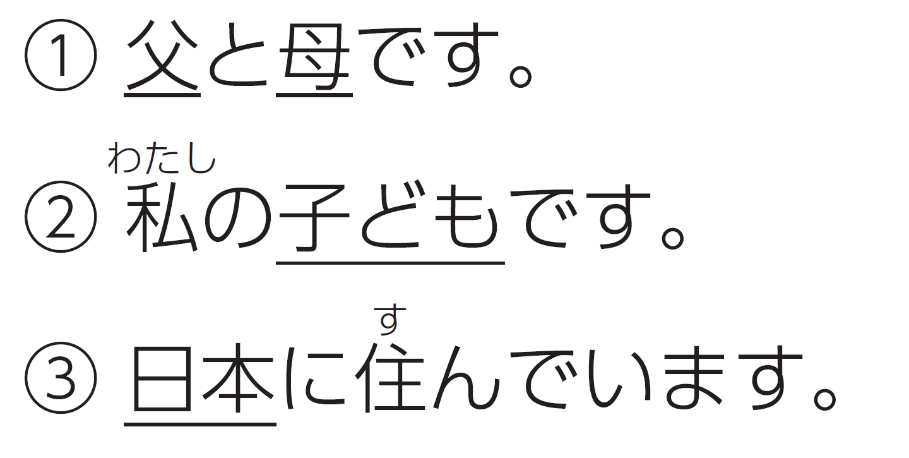 ① 父と母です。
わたし
② 私の子どもです。
す
③ 日本に住んでいます。